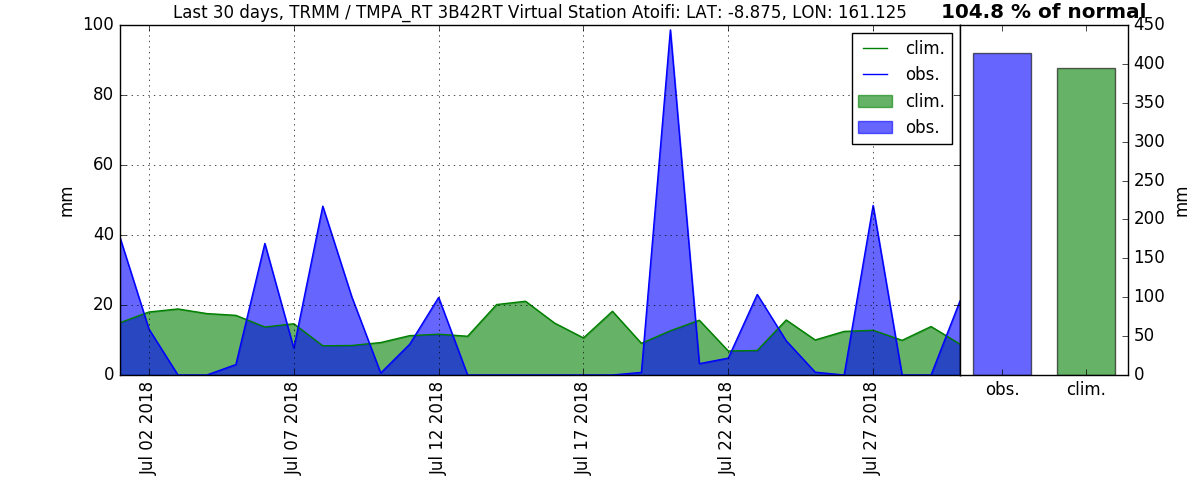 Last 30 days, TRMM / TMPA_RT 3B42RT Virtual Station Atoifi: LAT: -8.875, LON: 161.125
104.8 % of normal
100
80
60
40
20
0
mm
clim.
obs.
clim.
obs.
Jul 02 2018
Jul 07 2018
Jul 12 2018
Jul 17 2018
Jul 22 2018
Jul 27 2018
450
400
350
300
250
200
150
100
50
0
mm
obs.
clim.